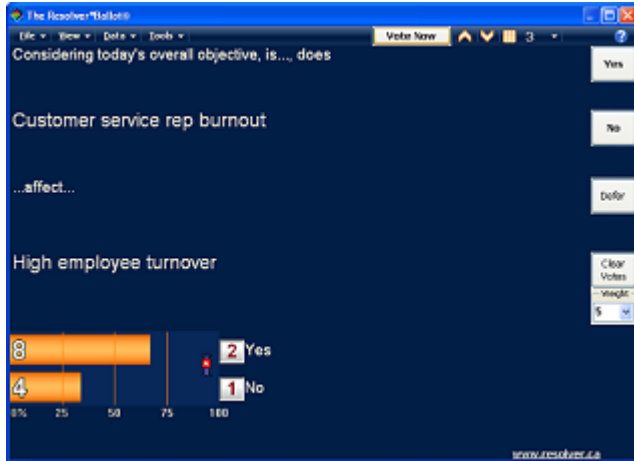 The Resolver*Ballot®
File View Data Tools Vote Now 3 ?
Considering today's overall objective, is..., does
Yes
Customer service rep burnout
No
...affect...
Defer
High employee turnover
Clear
Votes
Weight
5
8 2 Yes
4 1 No
0% 25 50 75 100
www.resolver.ca